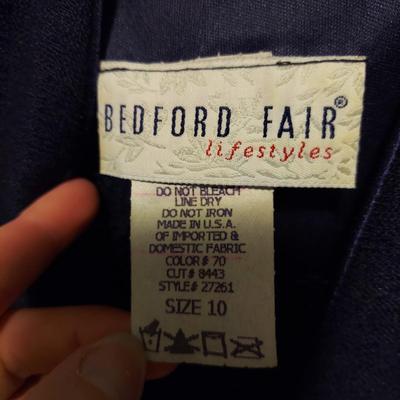 BEDFORD FAIR®
lifestyles
DO NOT BLEACH
LINE DRY
DO NOT IRON
MADE IN U.S.A.
OF IMPORTED &
DOMESTIC FABRIC
COLOR# 70
CUT# 8443
STYLE# 27261
SIZE 10